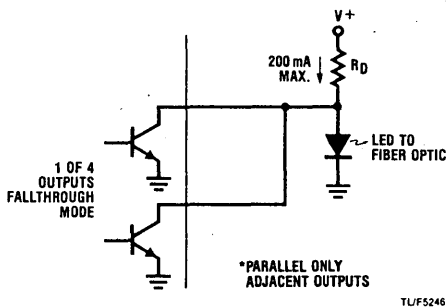 V+
200 mA
MAX.
RD
LED TO
FIBER OPTIC
1 OF 4
OUTPUTS
FALLTHROUGH
MODE
*PARALLEL ONLY
ADJACENT OUTPUTS
TL/F5246